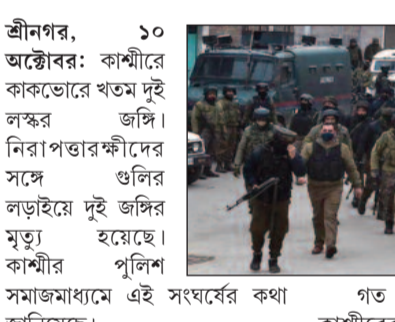 শ্রীনগর, ১০
অক্টোবর: কাশ্মীরে
কাকভোরে খতম দুই
লস্কর জঙ্গি।
নিরাপত্তারক্ষীদের
সঙ্গে গুলির
লড়াইয়ে দুই জঙ্গির
মৃত্যু হয়েছে।
কাশ্মীর পুলিশ
সমাজমাধ্যমে এই সংঘর্ষের কথা গত